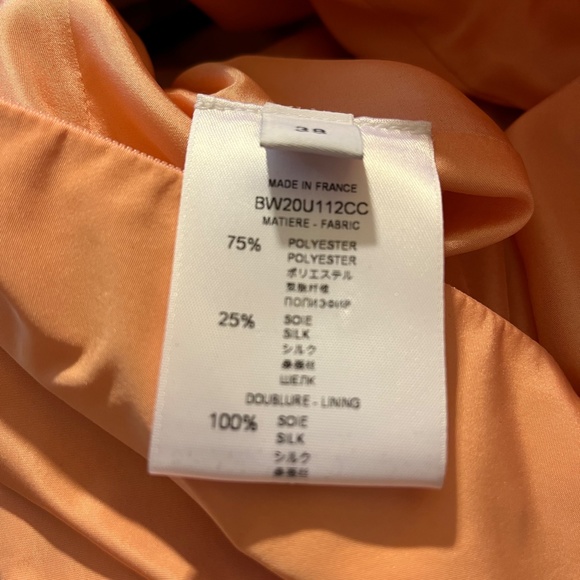 38
MADE IN FRANCE
BW20U112CC
MATIERE - FABRIC
75% POLYESTER
POLYESTER
ポリエステル
聚酯纤维
ПОЛИЭФИР
25% SOIE
SILK
シルク
桑蚕丝
ШЕЛК
DOUBLURE - LINING
100% SOIE
SILK
シルク
桑蚕丝